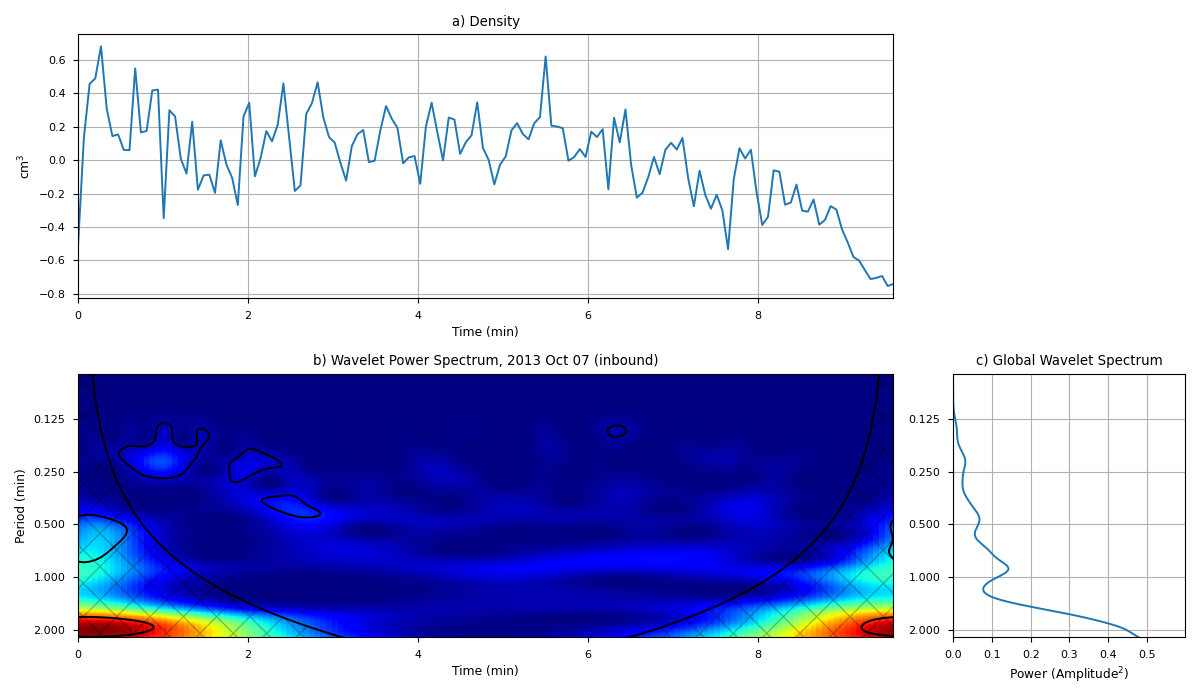 a) Density
0.6
0.4
0.2
0.0
−0.2
−0.4
−0.6
−0.8
cm³
0 2 4 6 8
Time (min)
b) Wavelet Power Spectrum, 2013 Oct 07 (inbound)
0.125
0.250
0.500
1.000
2.000
Period (min)
0 2 4 6 8
Time (min)
c) Global Wavelet Spectrum
0.125
0.250
0.500
1.000
2.000
0.0 0.1 0.2 0.3 0.4 0.5
Power (Amplitude²)